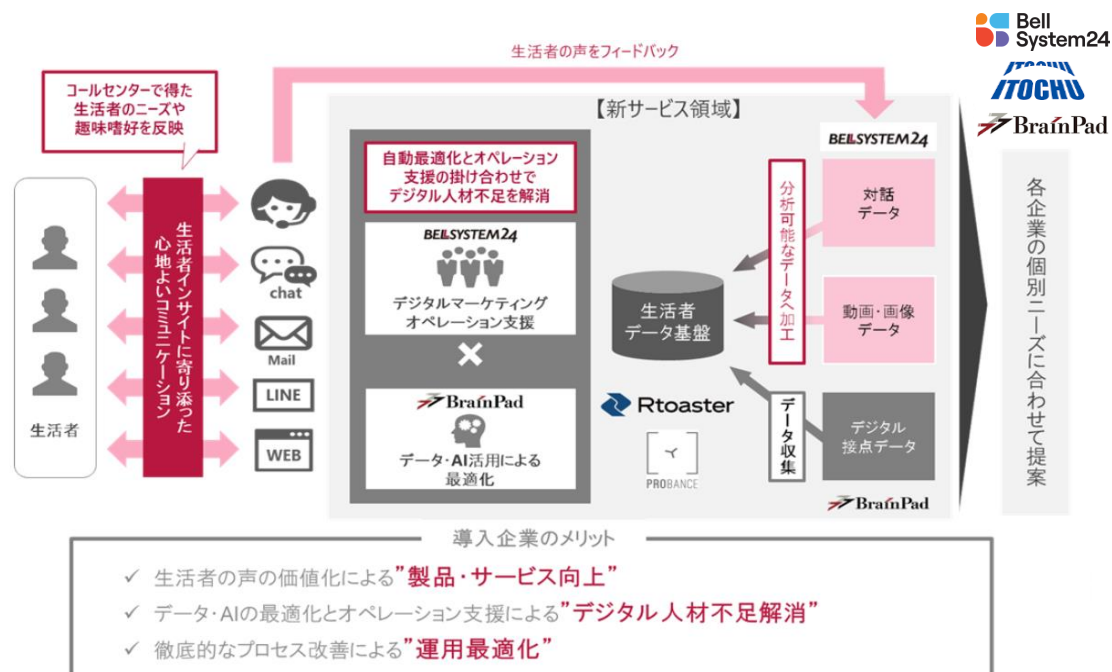 Bell
System24
ITOCHU
ITOCHU
BrainPad
生活者の声をフィードバック
コールセンターで得た
生活者のニーズや
趣味嗜好を反映
【新サービス領域】
生活者
生活者インサイトに寄り添った
心地よいコミュニケーション
chat
Mail
LINE
WEB
自動最適化とオペレーション
支援の掛け合わせで
デジタル人材不足を解消
BELLSYSTEM24
デジタルマーケティング
オペレーション支援
×
BrainPad
データ・AI活用による
最適化
生活者
データ基盤
Rtoaster
イ
PROBANCE
分析可能なデータへ加工
データ収集
BELLSYSTEM24
対話
データ
動画・画像
データ
デジタル
接点データ
BrainPad
各企業の個別ニーズに合わせて提案
導入企業のメリット
✓ 生活者の声の価値化による”製品・サービス向上”
✓ データ・AIの最適化とオペレーション支援による”デジタル人材不足解消”
✓ 徹底的なプロセス改善による”運用最適化”